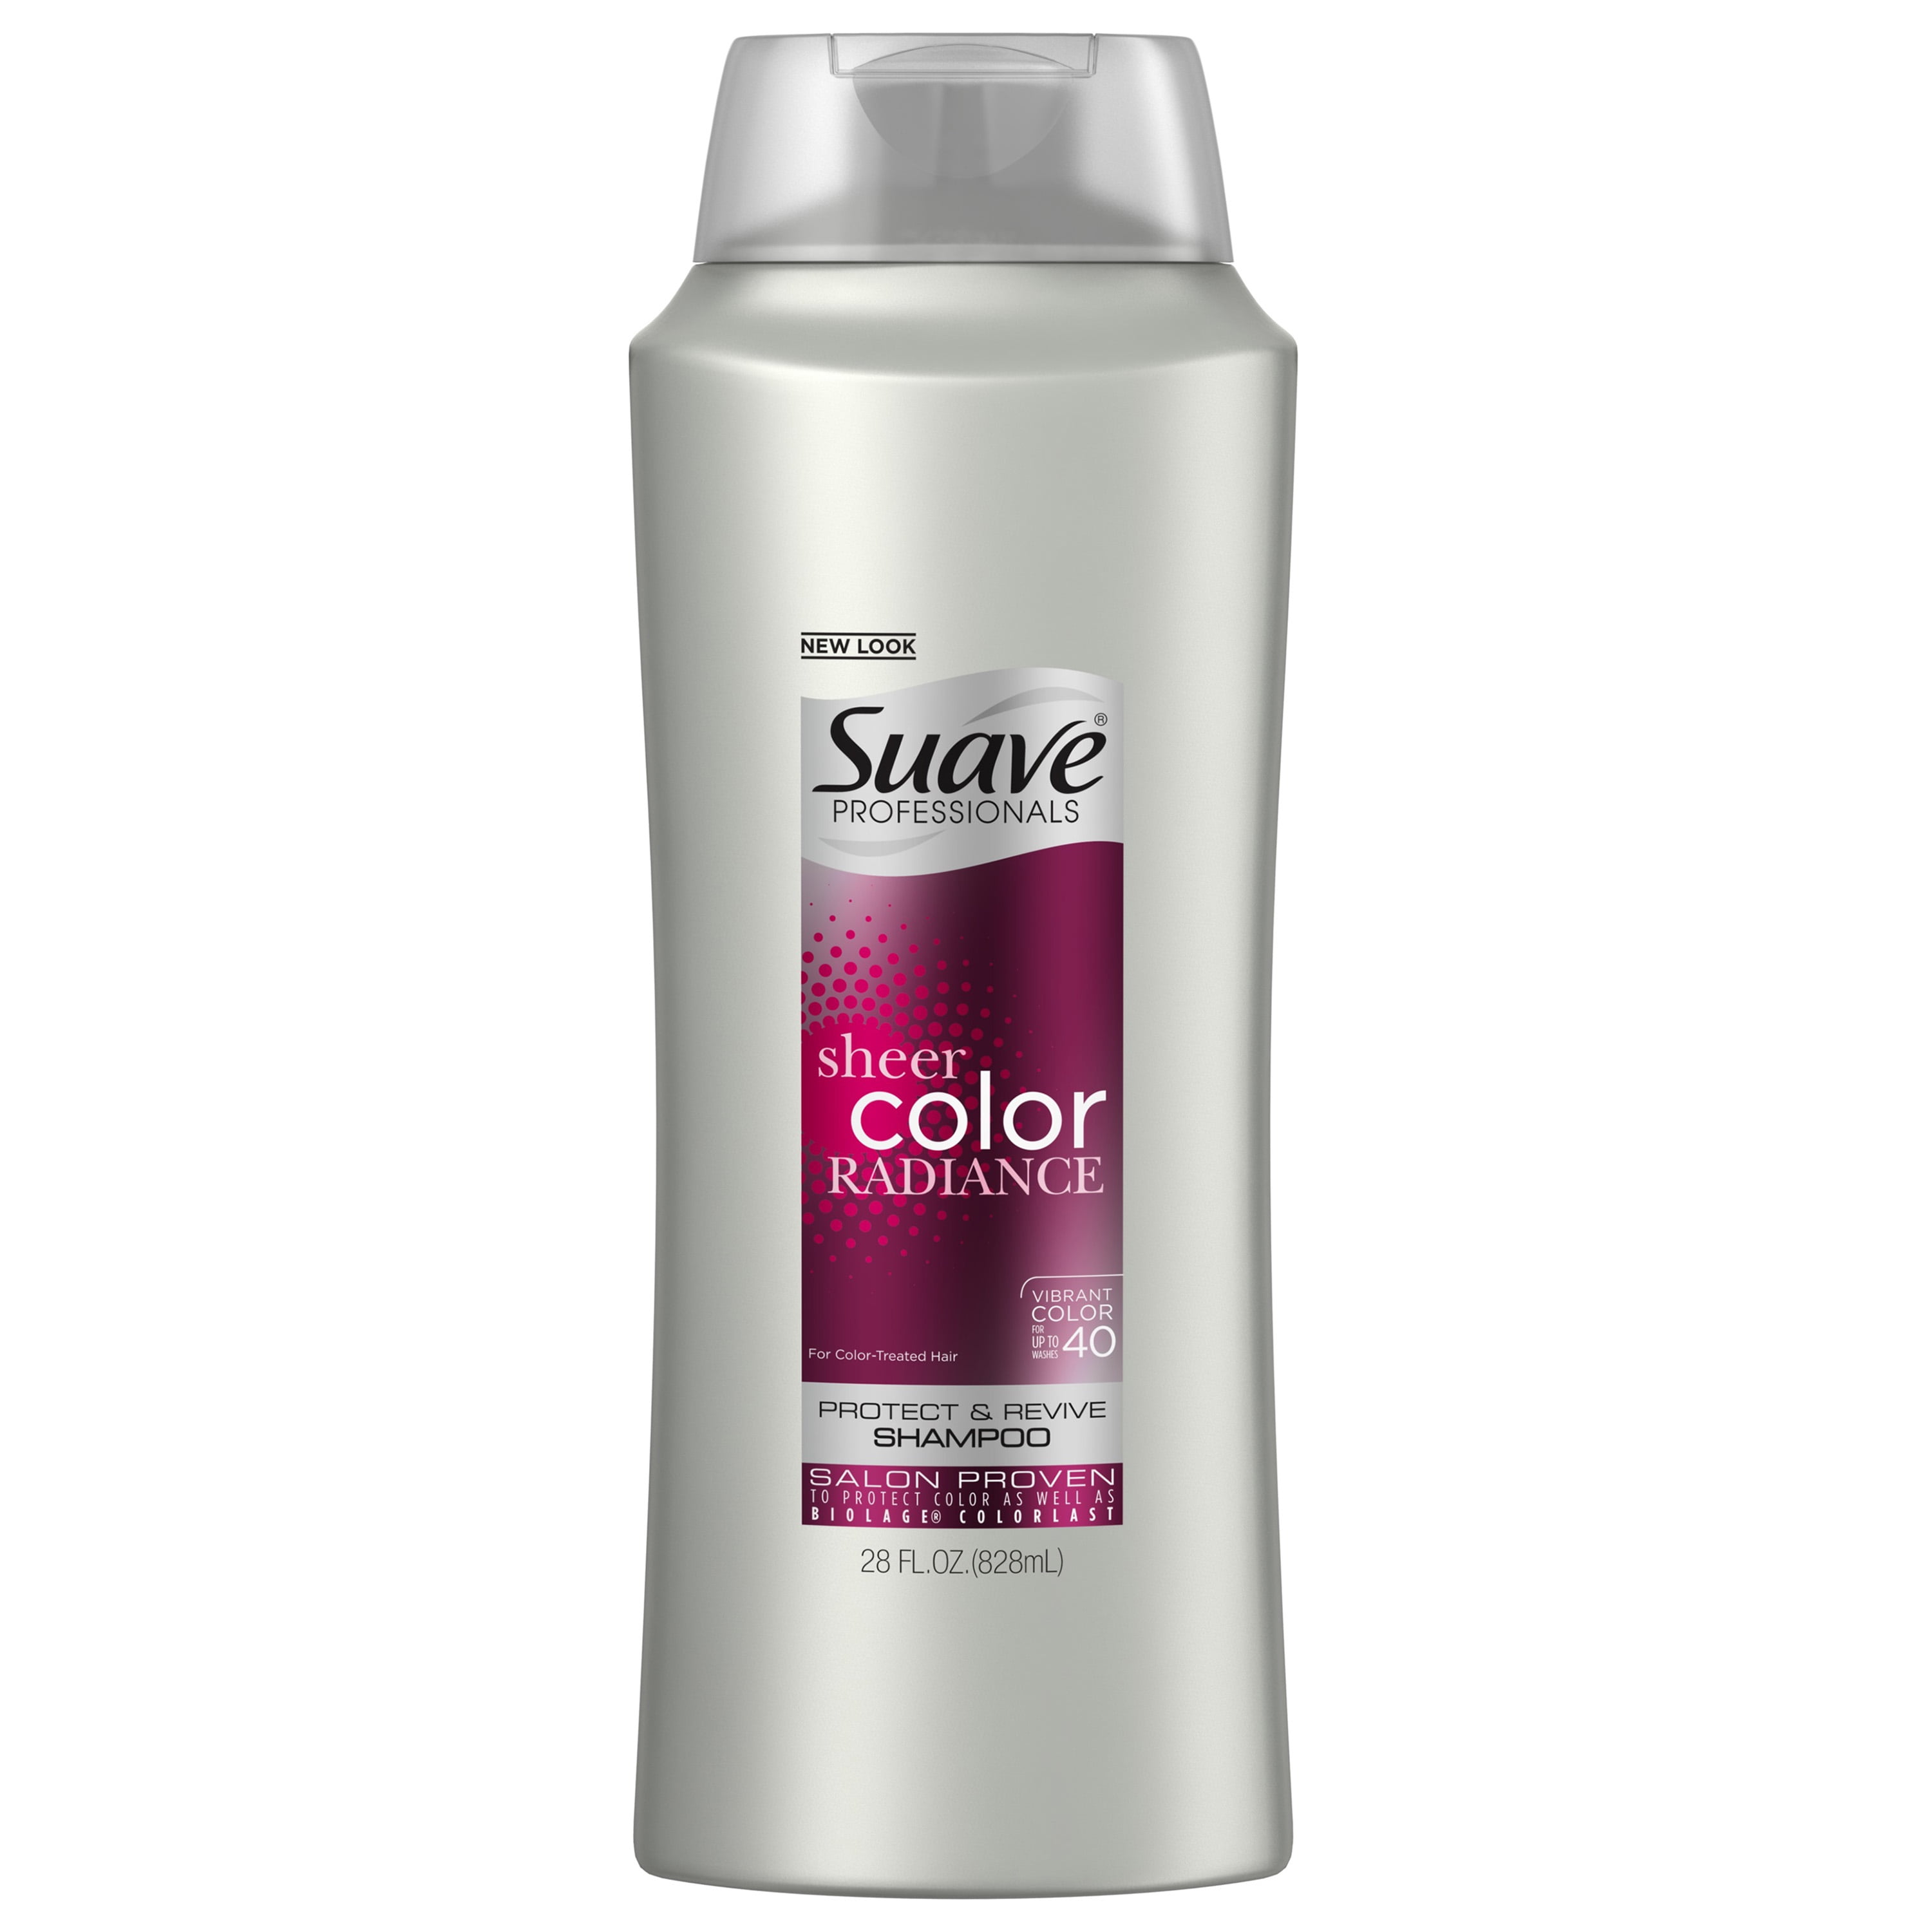 NEW LOOK
Suave®
PROFESSIONALS
sheer
color
RADIANCE
VIBRANT
COLOR
FOR
UP TO
WASHES
40
For Color-Treated Hair
PROTECT & REVIVE
SHAMPOO
SALON PROVEN
TO PROTECT COLOR AS WELL AS
BIOLAGE® COLORLAST
28 FL.OZ.(828mL)